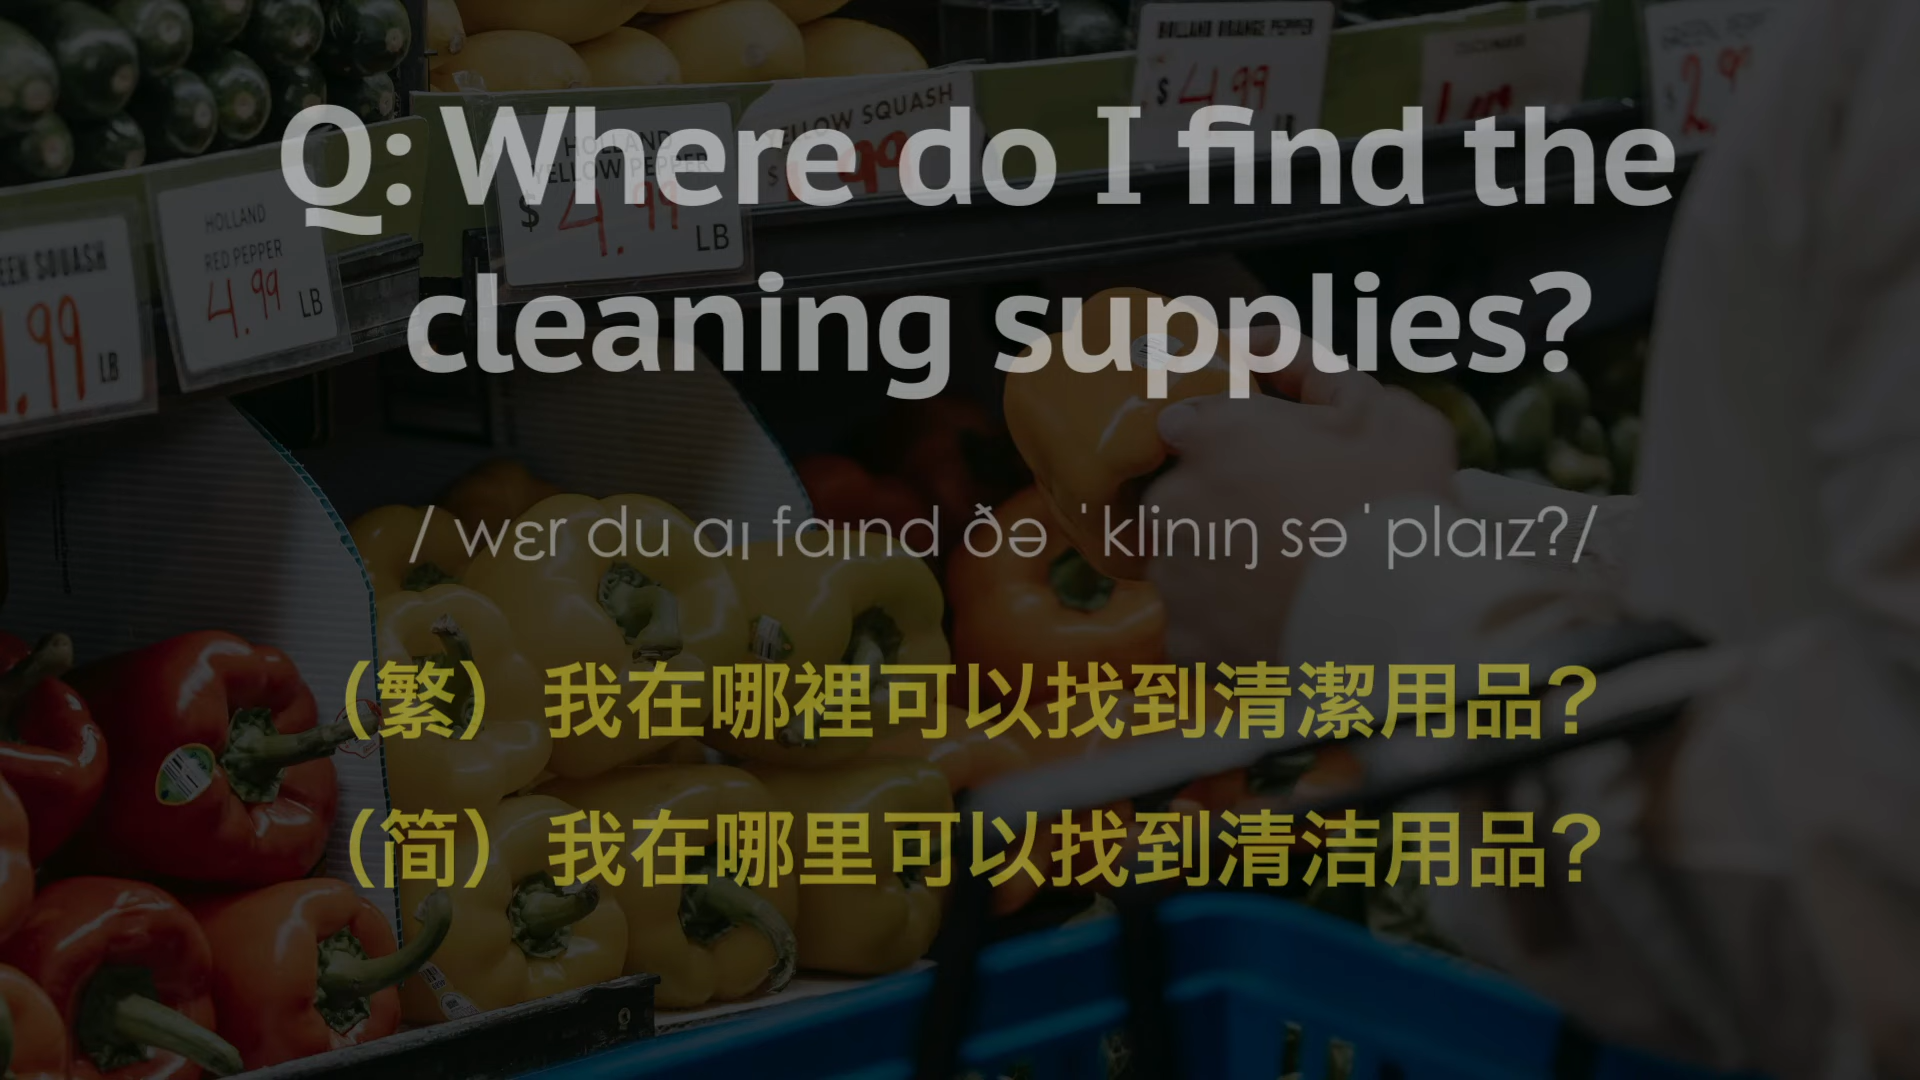 Q: Where do I find the
cleaning supplies?
/ wɛr du aɪ faɪnd ðə ˈklinɪŋ səˈplaɪz?/
（繁）我在哪裡可以找到清潔用品？
（简）我在哪里可以找到清洁用品？
HOLLAND ORANGE PEPPER
$ 4.99
LB
YELLOW SQUASH
$
.99
HOLLAND
YELLOW PEPPER
$ 4.99
LB
HOLLAND
RED PEPPER
4.99 LB
SQUASH
.99 LB